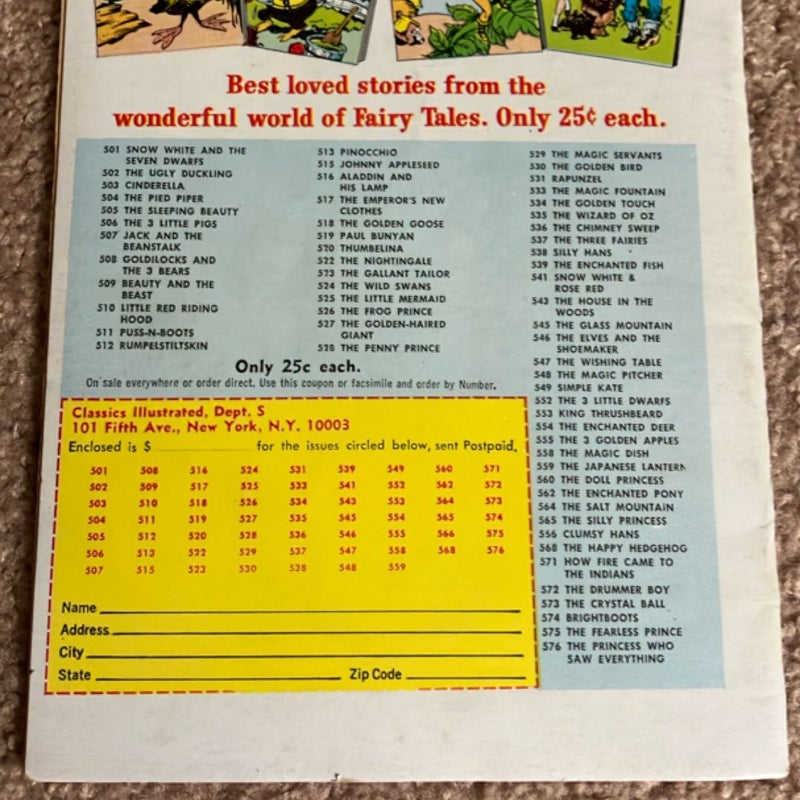 Best loved stories from the
wonderful world of Fairy Tales. Only 25¢ each.
501 SNOW WHITE AND THE
SEVEN DWARFS
502 THE UGLY DUCKLING
503 CINDERELLA
504 THE PIED PIPER
505 THE SLEEPING BEAUTY
506 THE 3 LITTLE PIGS
507 JACK AND THE
BEANSTALK
508 GOLDILOCKS AND
THE 3 BEARS
509 BEAUTY AND THE
BEAST
510 LITTLE RED RIDING
HOOD
511 PUSS-N-BOOTS
512 RUMPELSTILTSKIN
513 PINOCCHIO
515 JOHNNY APPLESEED
516 ALADDIN AND
HIS LAMP
517 THE EMPEROR'S NEW
CLOTHES
518 THE GOLDEN GOOSE
519 PAUL BUNYAN
520 THUMBELINA
522 THE NIGHTINGALE
523 THE GALLANT TAILOR
524 THE WILD SWANS
525 THE LITTLE MERMAID
526 THE FROG PRINCE
527 THE GOLDEN-HAIRED
GIANT
528 THE PENNY PRINCE
529 THE MAGIC SERVANTS
530 THE GOLDEN BIRD
531 RAPUNZEL
533 THE MAGIC FOUNTAIN
534 THE GOLDEN TOUCH
535 THE WIZARD OF OZ
536 THE CHIMNEY SWEEP
537 THE THREE FAIRIES
538 SILLY HANS
539 THE ENCHANTED FISH
541 SNOW WHITE &
ROSE RED
543 THE HOUSE IN THE
WOODS
545 THE GLASS MOUNTAIN
546 THE ELVES AND THE
SHOEMAKER
547 THE WISHING TABLE
548 THE MAGIC PITCHER
549 SIMPLE KATE
552 THE 3 LITTLE DWARFS
553 KING THRUSHBEARD
554 THE ENCHANTED DEER
555 THE 3 GOLDEN APPLES
558 THE MAGIC DISH
559 THE JAPANESE LANTERN
560 THE DOLL PRINCESS
562 THE ENCHANTED PONY
564 THE SALT MOUNTAIN
565 THE SILLY PRINCESS
556 CLUMSY HANS
568 THE HAPPY HEDGEHOG
571 HOW FIRE CAME TO
THE INDIANS
572 THE DRUMMER BOY
573 THE CRYSTAL BALL
574 BRIGHTBOOTS
575 THE FEARLESS PRINCE
576 THE PRINCESS WHO
SAW EVERYTHING
Only 25c each.
On sale everywhere or order direct. Use this coupon or facsimile and order by Number.
Classics Illustrated, Dept. S
101 Fifth Ave., New York, N.Y. 10003
Enclosed is $ for the issues circled below, sent Postpaid.
501 508 516 524 531 539 549 560 571
502 509 517 525 533 541 552 562 572
503 510 518 526 534 543 553 564 573
504 511 519 527 535 545 554 565 574
505 512 520 528 536 546 555 566 575
506 513 522 529 537 547 558 568 576
507 515 523 530 538 548 559
Name
Address
City
State Zip Code